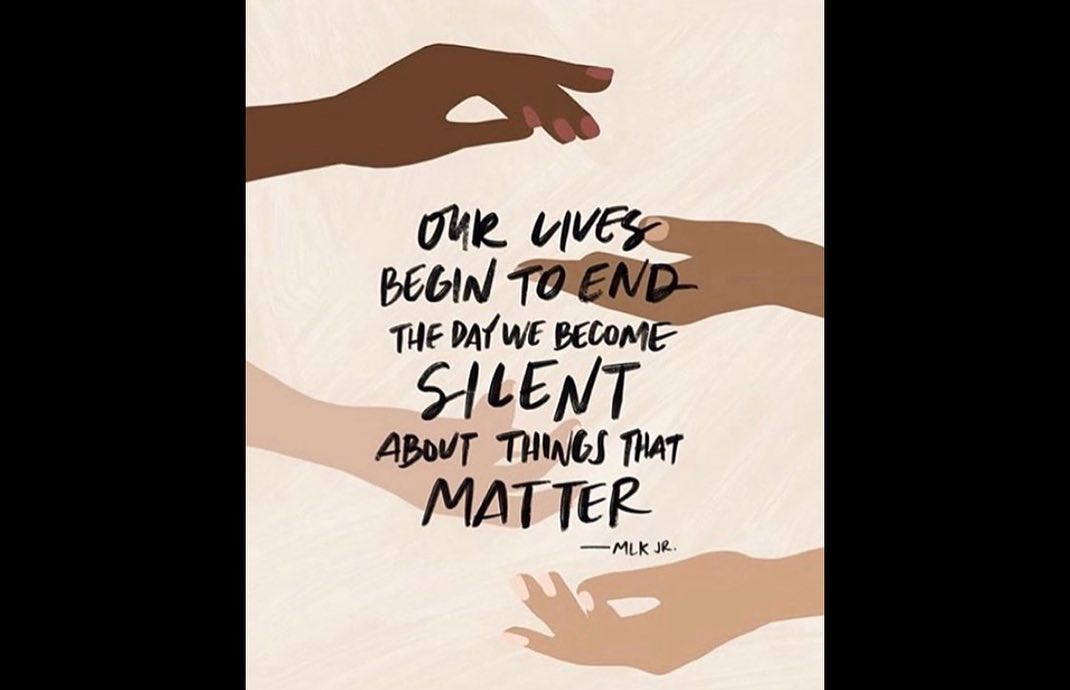 OUR LIVES
BEGIN TO END
THE DAY WE BECOME
SILENT
ABOUT THINGS THAT
MATTER
—MLK JR.